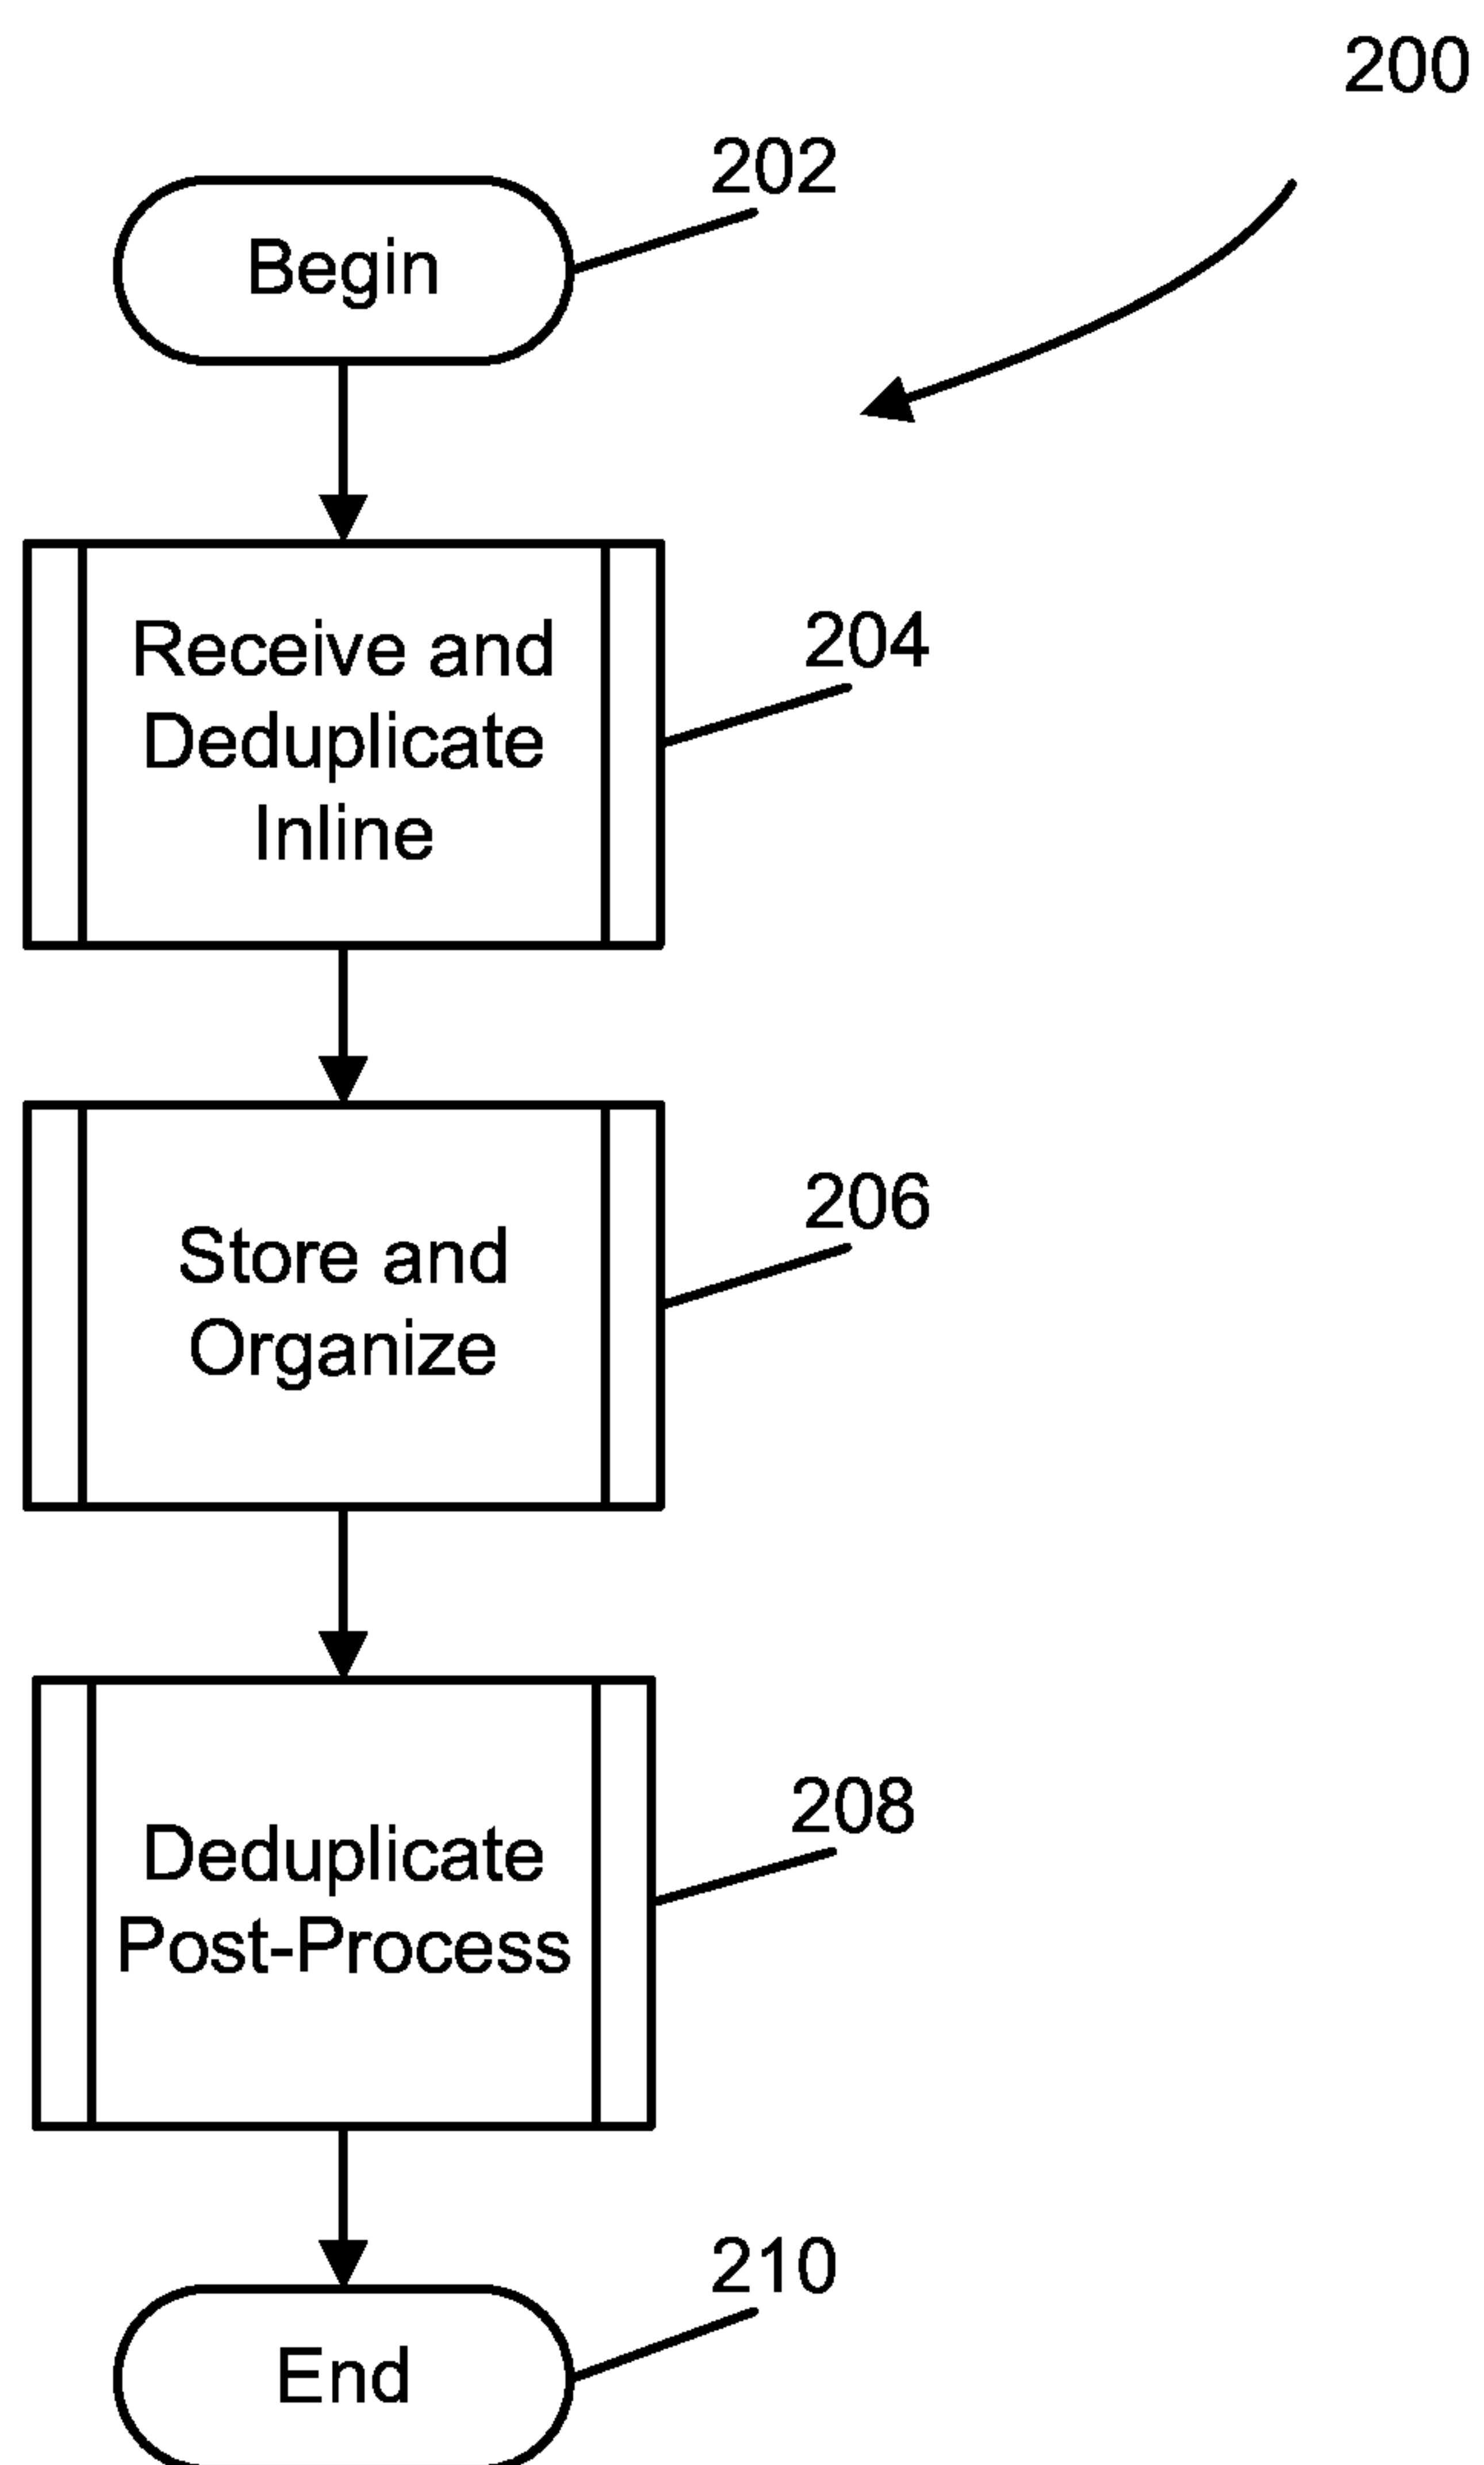 200
202
Begin
Receive and
Deduplicate
Inline
204
Store and
Organize
206
Deduplicate
Post-Process
208
210
End